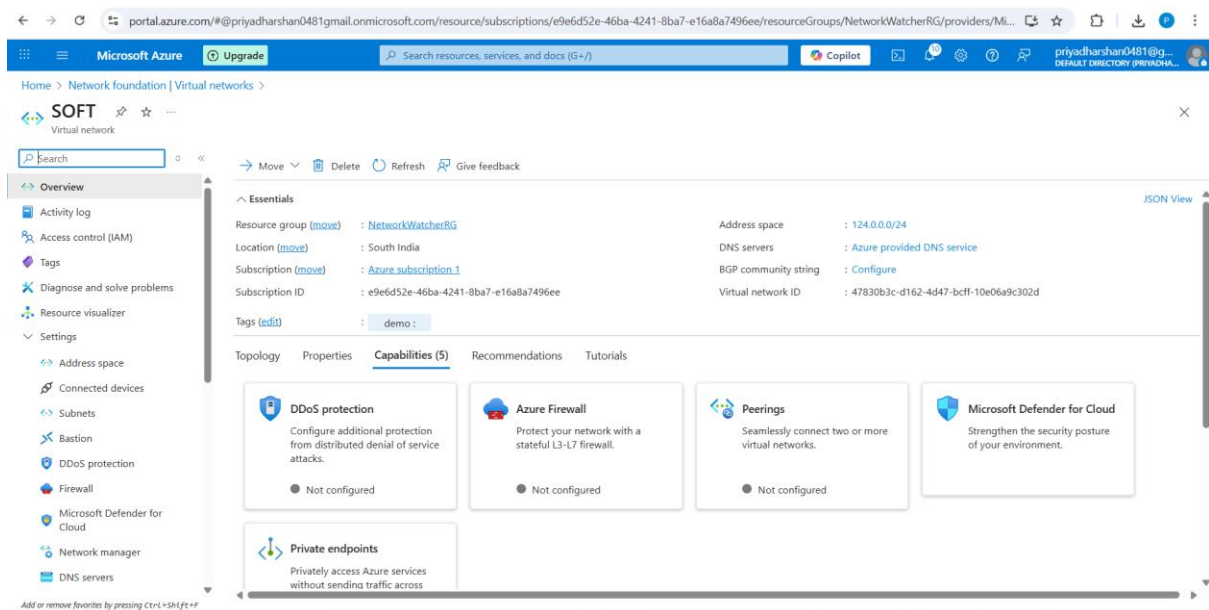 portal.azure.com/#@priyadharshan0481gmail.onmicrosoft.com/resource/subscriptions/e9e6d52e-46ba-4241-8ba7-e16a8a7496ee/resourceGroups/NetworkWatcherRG/providers/Mi...
P
Microsoft Azure
Upgrade
Search resources, services, and docs (G+/)
Copilot
10
priyadharshan0481@g...
DEFAULT DIRECTORY (PRIYADHA...
Home > Network foundation | Virtual networks >
SOFT
Virtual network
Search
Overview
Activity log
Access control (IAM)
Tags
Diagnose and solve problems
Resource visualizer
Settings
Address space
Connected devices
Subnets
Bastion
DDoS protection
Firewall
Microsoft Defender for
Cloud
Network manager
DNS servers
Add or remove favorites by pressing Ctrl+Shift+F
Move
Delete
Refresh
Give feedback
Essentials
JSON View
Resource group (move) : NetworkWatcherRG
Location (move) : South India
Subscription (move) : Azure subscription 1
Subscription ID : e9e6d52e-46ba-4241-8ba7-e16a8a7496ee
Address space : 124.0.0.0/24
DNS servers : Azure provided DNS service
BGP community string : Configure
Virtual network ID : 47830b3c-d162-4d47-bcff-10e06a9c302d
Tags (edit) : demo :
Topology
Properties
Capabilities (5)
Recommendations
Tutorials
DDoS protection
Configure additional protection
from distributed denial of service
attacks.
Not configured
Azure Firewall
Protect your network with a
stateful L3-L7 firewall.
Not configured
Peerings
Seamlessly connect two or more
virtual networks.
Not configured
Microsoft Defender for Cloud
Strengthen the security posture
of your environment.
Private endpoints
Privately access Azure services
without sending traffic across